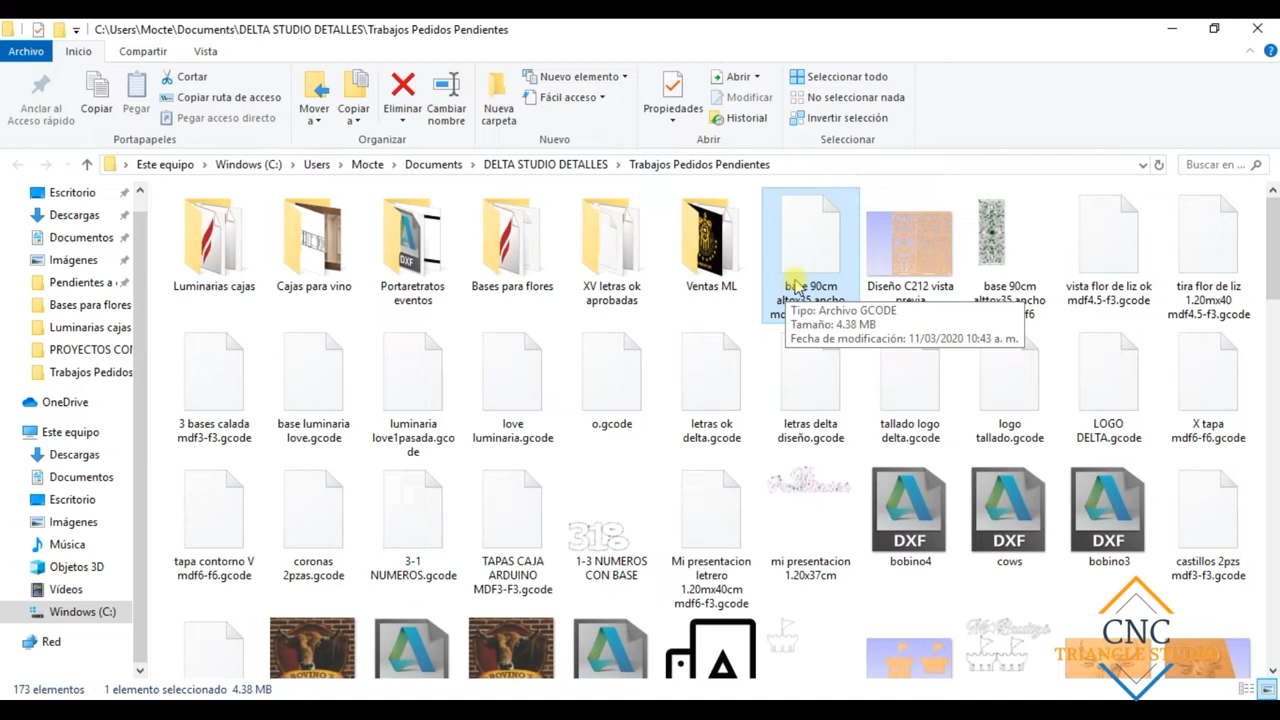 C:\Users\Mocte\Documents\DELTA STUDIO DETALLES\Trabajos Pedidos Pendientes
Archivo Inicio Compartir Vista
Anclar al Acceso rápido
Copiar
Pegar
Cortar
Copiar ruta de acceso
Pegar acceso directo
Portapapeles
Mover a
Copiar a
Eliminar
Cambiar nombre
Organizar
Nueva carpeta
Nuevo elemento
Fácil acceso
Nuevo
Propiedades
Abrir
Modificar
Historial
Abrir
Seleccionar todo
No seleccionar nada
Invertir selección
Seleccionar
Este equipo > Windows (C:) > Users > Mocte > Documents > DELTA STUDIO DETALLES > Trabajos Pedidos Pendientes
Buscar en ...
Escritorio
Descargas
Documentos
Imágenes
Pendientes a
Bases para flores
Luminarias cajas
PROYECTOS CON
Trabajos Pedidos
OneDrive
Este equipo
Descargas
Documentos
Escritorio
Imágenes
Música
Objetos 3D
Vídeos
Windows (C:)
Red
Luminarias cajas
Cajas para vino
DXF
Portaretratos
eventos
Bases para flores
XV letras ok
aprobadas
Ventas ML
base 90cm
altox35 ancho
Diseño C212 vista
previa
base 90cm
alttox35 ancho
vista flor de liz ok
mdf4.5-f3.gcode
tira flor de liz
1.20mx40
mdf4.5-f3.gcode
Tipo: Archivo GCODE
Tamaño: 4.38 MB
Fecha de modificación: 11/03/2020 10:43 a. m.
3 bases calada
mdf3-f3.gcode
base luminaria
love.gcode
luminaria
love1pasada.gco
de
love
luminaria.gcode
o.gcode
letras ok
delta.gcode
letras delta
diseño.gcode
tallado logo
delta.gcode
logo
tallado.gcode
LOGO
DELTA.gcode
X tapa
mdf6-f6.gcode
tapa contorno V
mdf6-f6.gcode
coronas
2pzas.gcode
3-1
NUMEROS.gcode
TAPAS CAJA
ARDUINO
MDF3-F3.gcode
318
1-3 NUMEROS
CON BASE
Mi presentacion
letrero
1.20mx40cm
mdf6-f3.gcode
mi presentacion
1.20x37cm
DXF
bobino4
DXF
cows
DXF
bobino3
castillos 2pzs
mdf3-f3.gcode
BOVINO 3
BOVINO 3
CNC
TRIANGLE STUDIO
173 elementos 1 elemento seleccionado 4.38 MB